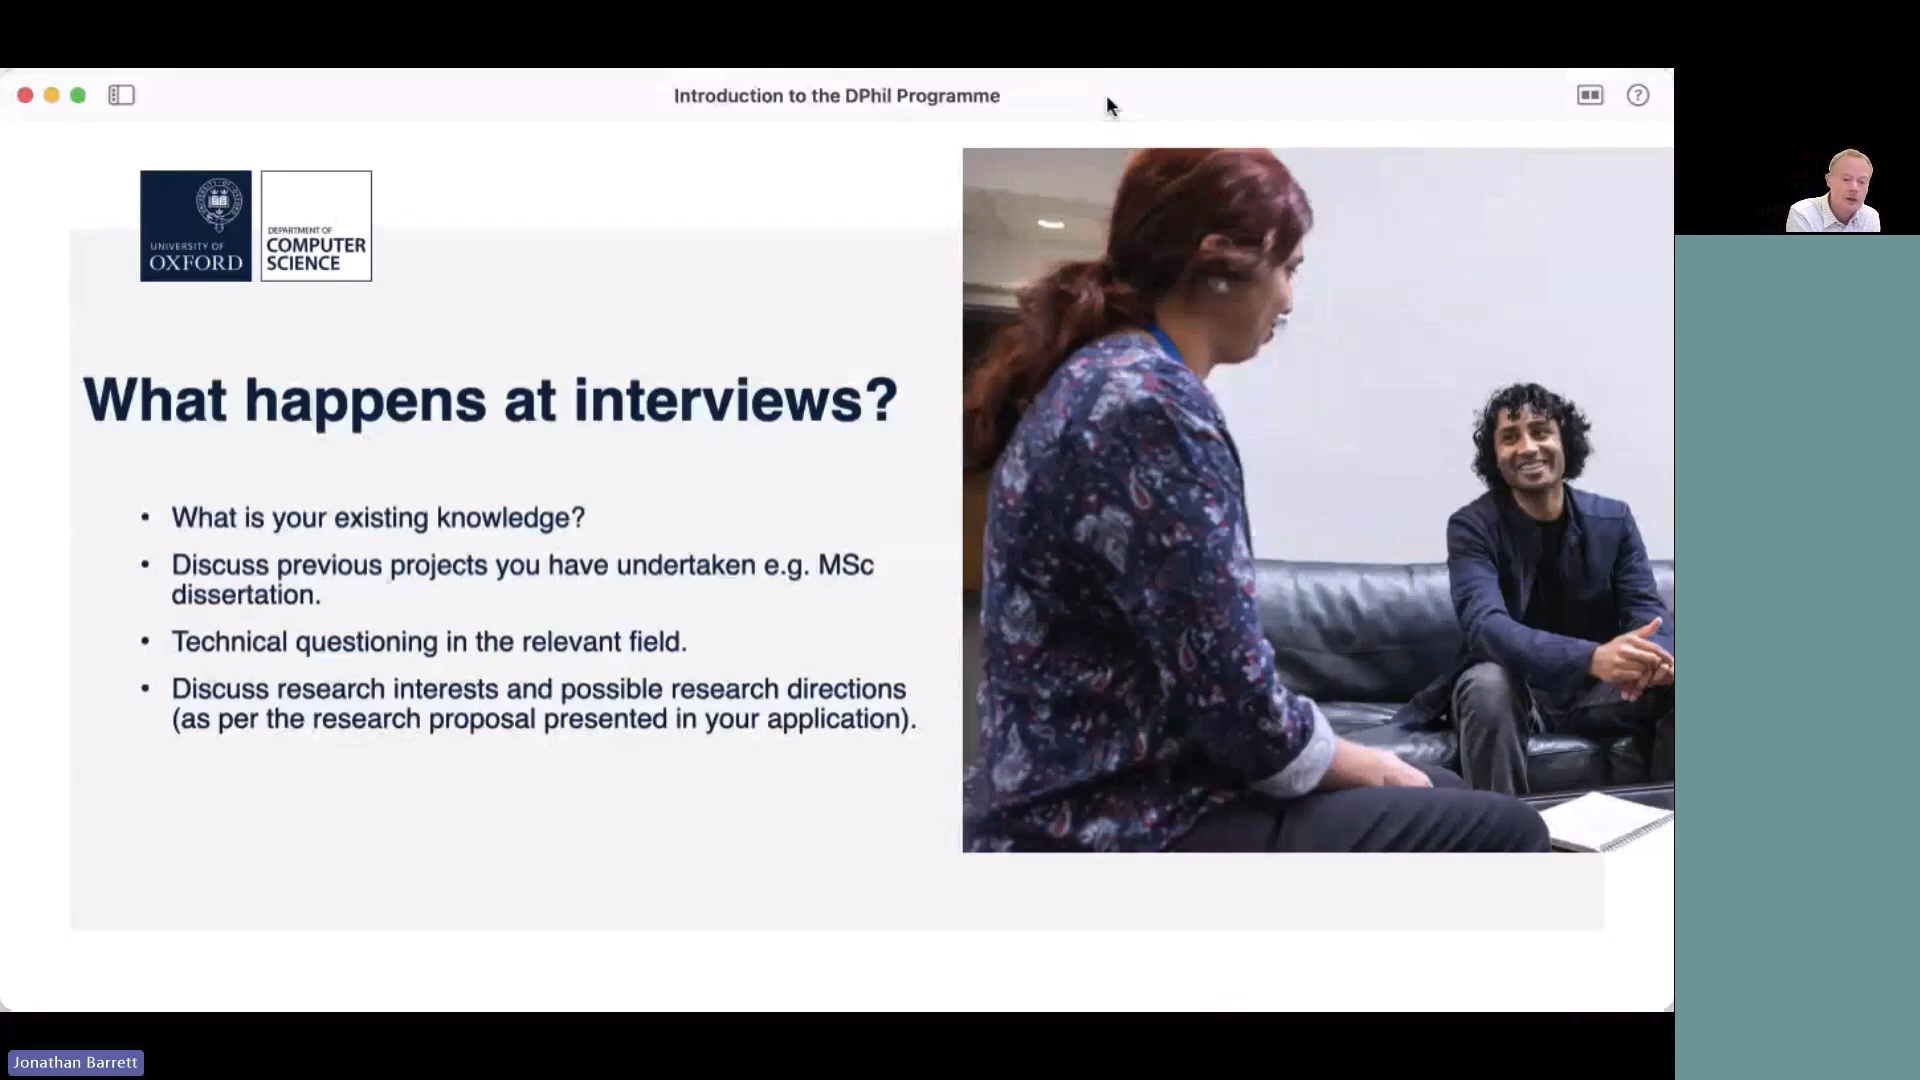 Introduction to the DPhil Programme
UNIVERSITY OF
OXFORD
DEPARTMENT OF
COMPUTER
SCIENCE
What happens at interviews?
• What is your existing knowledge?
• Discuss previous projects you have undertaken e.g. MSc
dissertation.
• Technical questioning in the relevant field.
• Discuss research interests and possible research directions
(as per the research proposal presented in your application).
Jonathan Barrett